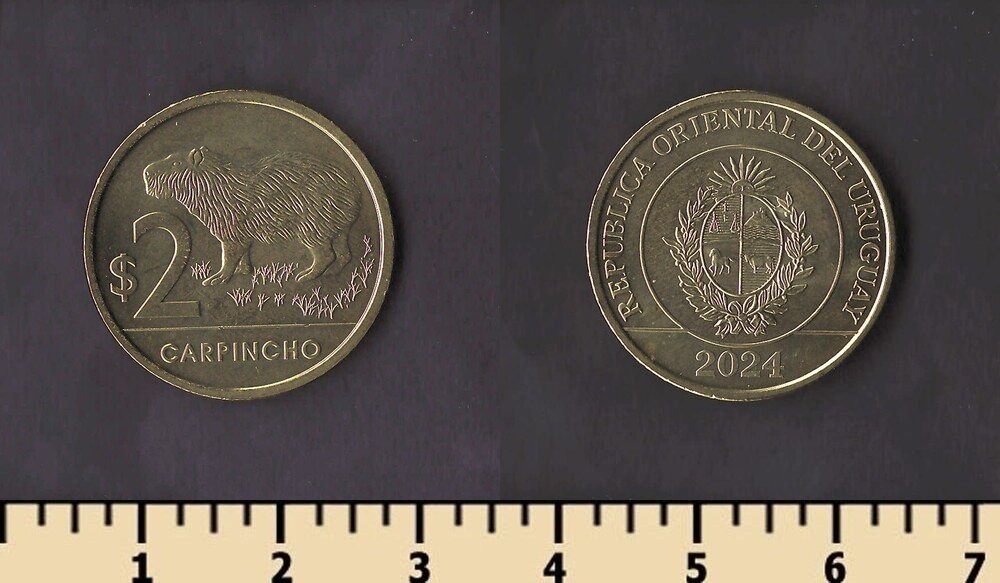 $2
CARPINCHO
REPUBLICA ORIENTAL DEL URUGUAY
2024
1 2 3 4 5 6 7